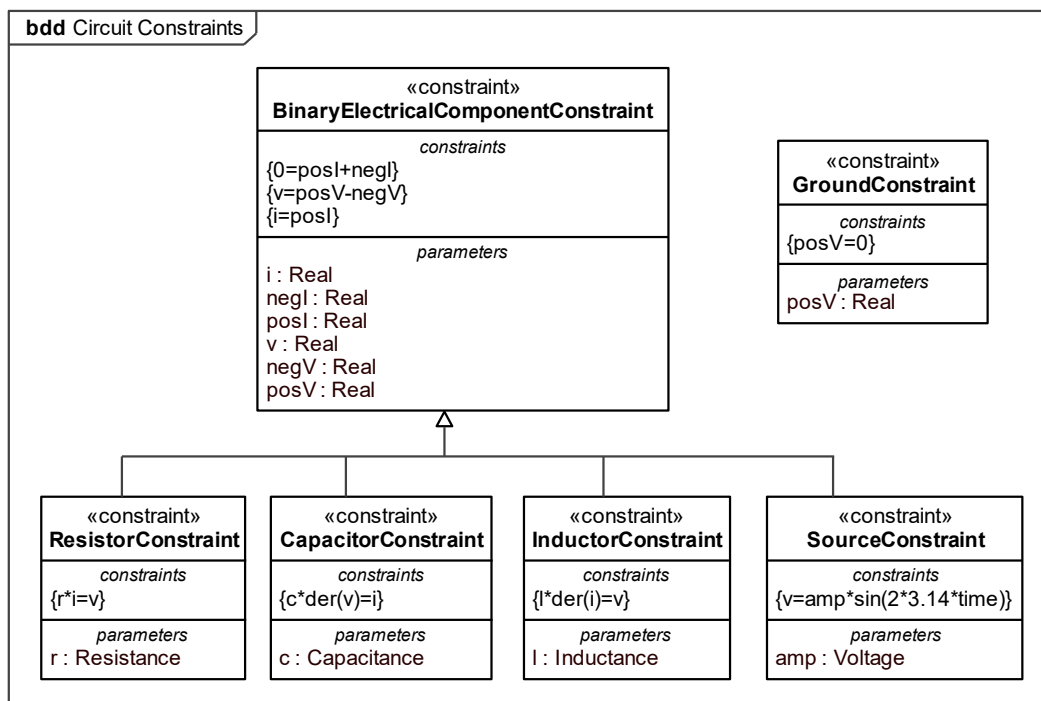 bdd Circuit Constraints
«constraint»
BinaryElectricalComponentConstraint
constraints
{0=posI+negI}
{v=posV-negV}
{i=posI}
parameters
i : Real
negI : Real
posI : Real
v : Real
negV : Real
posV : Real
«constraint»
GroundConstraint
constraints
{posV=0}
parameters
posV : Real
«constraint»
ResistorConstraint
constraints
{r*i=v}
parameters
r : Resistance
«constraint»
CapacitorConstraint
constraints
{c*der(v)=i}
parameters
c : Capacitance
«constraint»
InductorConstraint
constraints
{l*der(i)=v}
parameters
l : Inductance
«constraint»
SourceConstraint
constraints
{v=amp*sin(2*3.14*time)}
parameters
amp : Voltage